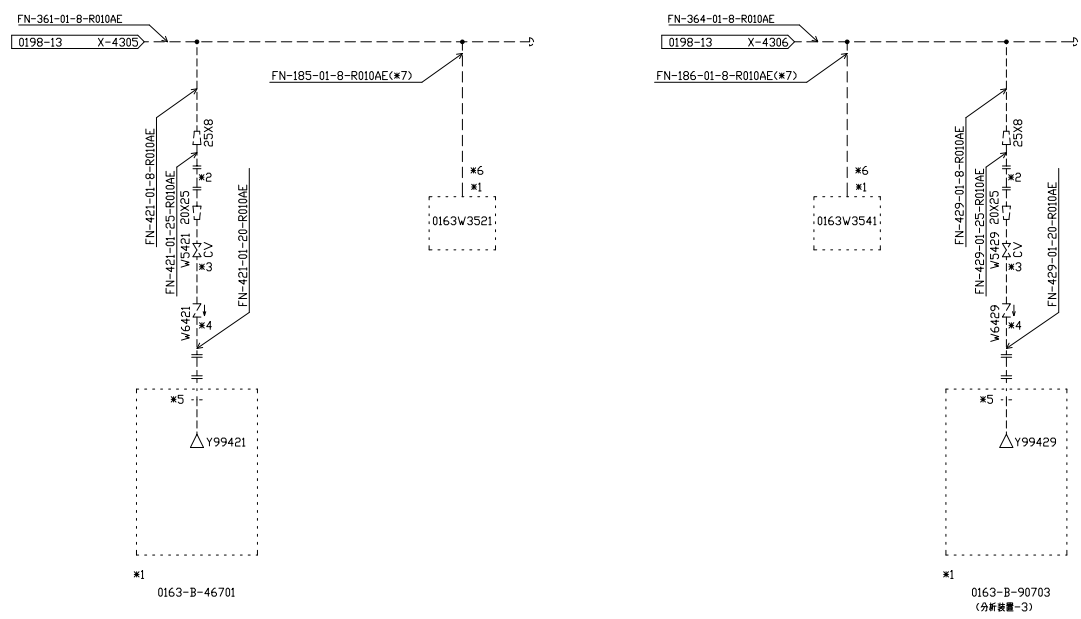 FN-361-01-8-R010AE
0198-13 X-4305
FN-185-01-8-R010AE(*7)
25X8
FN-421-01-8-R010AE
FN-421-01-25-R010AE
*2
20X25
W5421
CV
*3
FN-421-01-20-R010AE
W6421
*4
*5
Y99421
*1
0163-B-46701
*6
*1
0163W3521
FN-364-01-8-R010AE
0198-13 X-4306
FN-186-01-8-R010AE(*7)
*6
*1
0163W3541
25X8
FN-429-01-8-R010AE
FN-429-01-25-R010AE
*2
20X25
W5429
CV
*3
FN-429-01-20-R010AE
W6429
*4
*5
Y99429
*1
0163-B-90703
(分析装置-3)